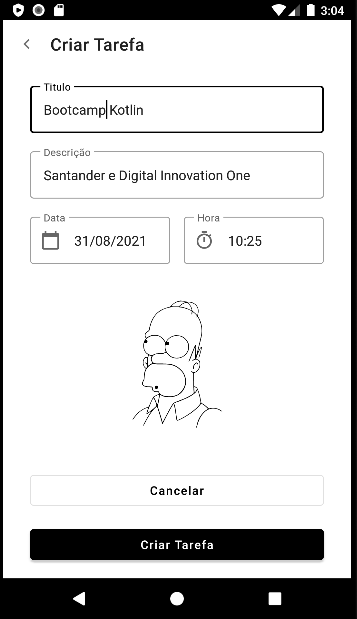 3:04
Criar Tarefa
Titulo
Bootcamp Kotlin
Descrição
Santander e Digital Innovation One
Data
Hora
31/08/2021
10:25
Cancelar
Criar Tarefa